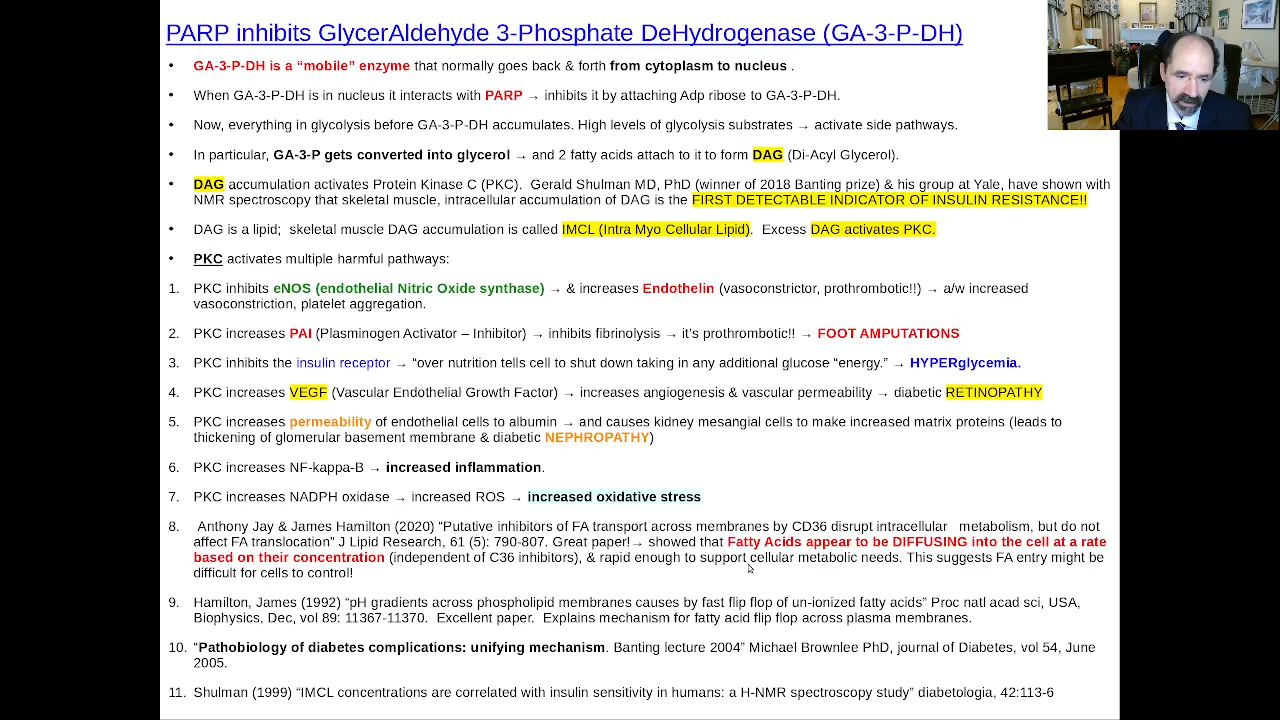 PARP inhibits GlycerAldehyde 3-Phosphate DeHydrogenase (GA-3-P-DH)
• GA-3-P-DH is a “mobile” enzyme that normally goes back & forth from cytoplasm to nucleus .
• When GA-3-P-DH is in nucleus it interacts with PARP → inhibits it by attaching Adp ribose to GA-3-P-DH.
• Now, everything in glycolysis before GA-3-P-DH accumulates. High levels of glycolysis substrates → activate side pathways.
• In particular, GA-3-P gets converted into glycerol → and 2 fatty acids attach to it to form DAG (Di-Acyl Glycerol).
• DAG accumulation activates Protein Kinase C (PKC). Gerald Shulman MD, PhD (winner of 2018 Banting prize) & his group at Yale, have shown with
NMR spectroscopy that skeletal muscle, intracellular accumulation of DAG is the FIRST DETECTABLE INDICATOR OF INSULIN RESISTANCE!!
• DAG is a lipid; skeletal muscle DAG accumulation is called IMCL (Intra Myo Cellular Lipid). Excess DAG activates PKC.
• PKC activates multiple harmful pathways:
1. PKC inhibits eNOS (endothelial Nitric Oxide synthase) → & increases Endothelin (vasoconstrictor, prothrombotic!!) → a/w increased
vasoconstriction, platelet aggregation.
2. PKC increases PAI (Plasminogen Activator – Inhibitor) → inhibits fibrinolysis → it's prothrombotic!! → FOOT AMPUTATIONS
3. PKC inhibits the insulin receptor → “over nutrition tells cell to shut down taking in any additional glucose “energy.” → HYPERglycemia.
4. PKC increases VEGF (Vascular Endothelial Growth Factor) → increases angiogenesis & vascular permeability → diabetic RETINOPATHY
5. PKC increases permeability of endothelial cells to albumin → and causes kidney mesangial cells to make increased matrix proteins (leads to
thickening of glomerular basement membrane & diabetic NEPHROPATHY)
6. PKC increases NF-kappa-B → increased inflammation.
7. PKC increases NADPH oxidase → increased ROS → increased oxidative stress
8. Anthony Jay & James Hamilton (2020) “Putative inhibitors of FA transport across membranes by CD36 disrupt intracellular metabolism, but do not
affect FA translocation” J Lipid Research, 61 (5): 790-807. Great paper!→ showed that Fatty Acids appear to be DIFFUSING into the cell at a rate
based on their concentration (independent of C36 inhibitors), & rapid enough to support cellular metabolic needs. This suggests FA entry might be
difficult for cells to control!
9. Hamilton, James (1992) “pH gradients across phospholipid membranes causes by fast flip flop of un-ionized fatty acids” Proc natl acad sci, USA,
Biophysics, Dec, vol 89: 11367-11370. Excellent paper. Explains mechanism for fatty acid flip flop across plasma membranes.
10. “Pathobiology of diabetes complications: unifying mechanism. Banting lecture 2004” Michael Brownlee PhD, journal of Diabetes, vol 54, June
2005.
11. Shulman (1999) “IMCL concentrations are correlated with insulin sensitivity in humans: a H-NMR spectroscopy study” diabetologia, 42:113-6